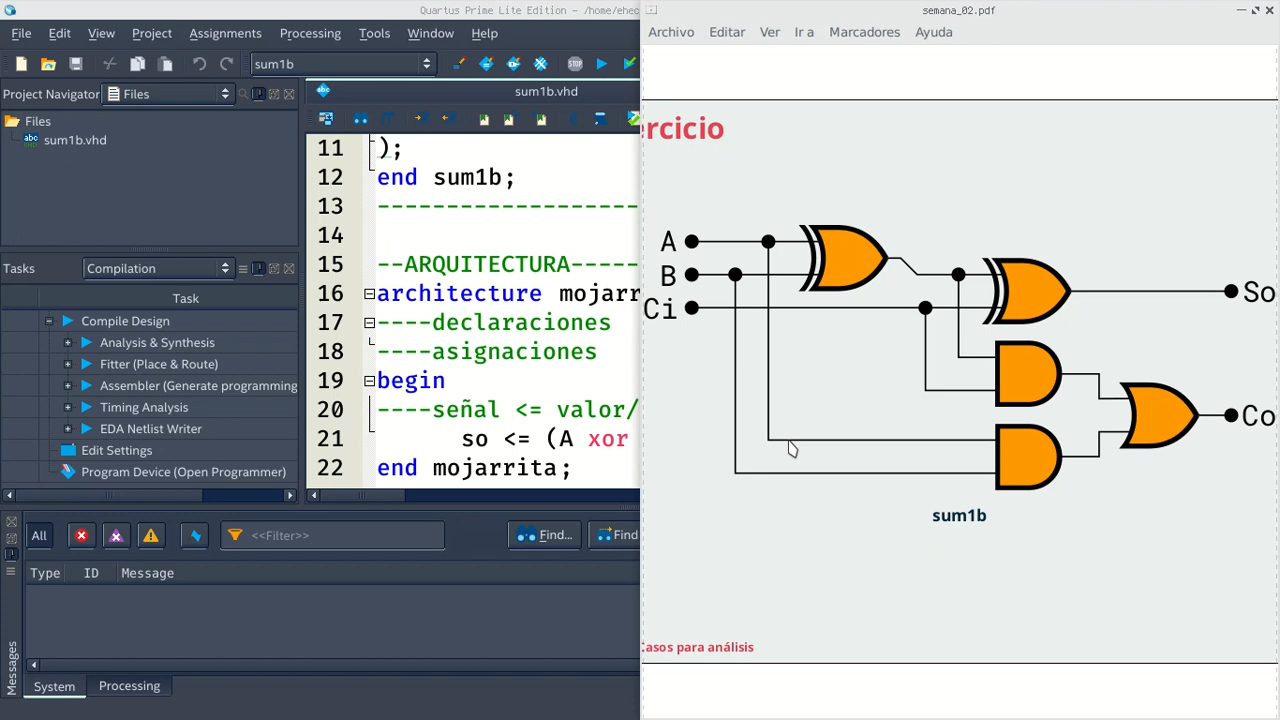 Quartus Prime Lite Edition - /home/ehec
File Edit View Project Assignments Processing Tools Window Help
sum1b
STOP
Project Navigator Files
Files
sum1b.vhd
Tasks Compilation
Task
Compile Design
Analysis & Synthesis
Fitter (Place & Route)
Assembler (Generate programming
Timing Analysis
EDA Netlist Writer
Edit Settings
Program Device (Open Programmer)
sum1b.vhd
11 );
12 end sum1b;
13 -------------------
14
15 --ARQUITECTURA-----
16 architecture mojarr
17 ----declaraciones
18 ----asignaciones
19 begin
20 ----señal <= valor/
21 so <= (A xor
22 end mojarrita;
All <<Filter>> Find... Find
Type ID Message
Messages
System Processing
semana_02.pdf
Archivo Editar Ver Ir a Marcadores Ayuda
ercicio
A
B
Ci
So
Co
sum1b
Casos para análisis